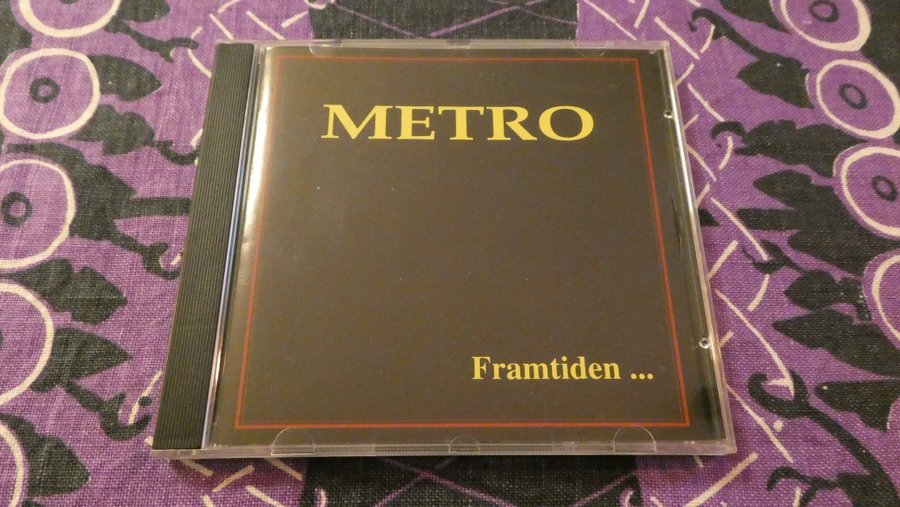 METRO
Framtiden ...